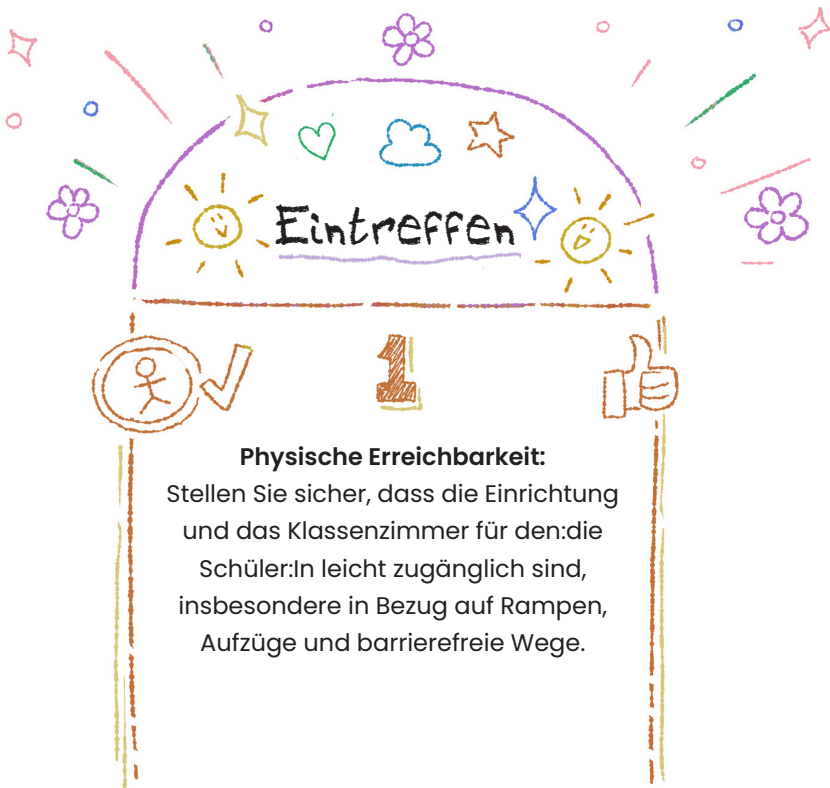 Eintreffen
1
Physische Erreichbarkeit:
Stellen Sie sicher, dass die Einrichtung
und das Klassenzimmer für den:die
Schüler:In leicht zugänglich sind,
insbesondere in Bezug auf Rampen,
Aufzüge und barrierefreie Wege.